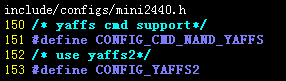 include/configs/mini2440.h
150 /* yaffs cmd support*/
151 #define CONFIG_CMD_NAND_YAFFS
152 /* use yaffs2*/
153 #define CONFIG_YAFFS2